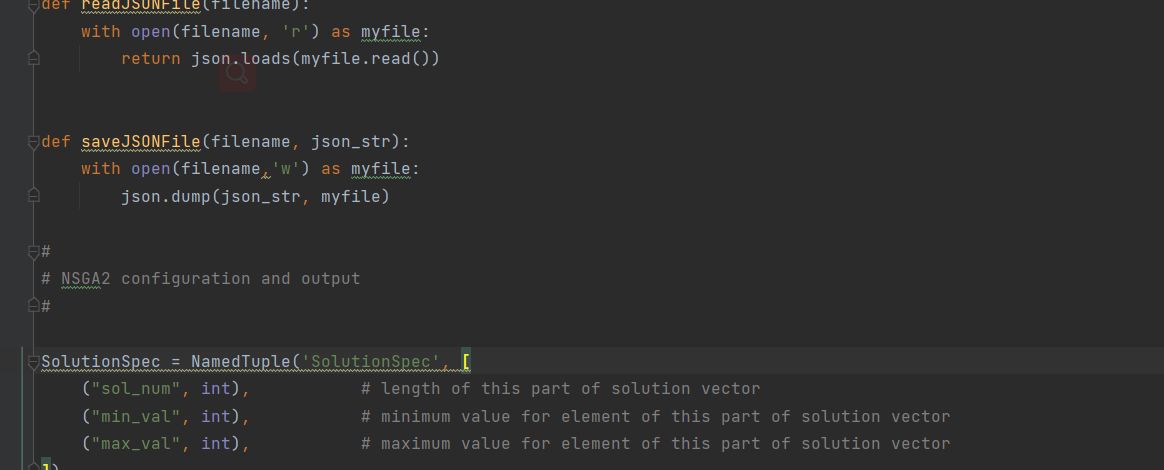 def readJSONFile(filename):
    with open(filename, 'r') as myfile:
        return json.loads(myfile.read())
def saveJSONFile(filename, json_str):
    with open(filename,'w') as myfile:
        json.dump(json_str, myfile)
#
# NSGA2 configuration and output
#
SolutionSpec = NamedTuple('SolutionSpec', [
    ("sol_num", int),           # length of this part of solution vector
    ("min_val", int),           # minimum value for element of this part of solution vector
    ("max_val", int),           # maximum value for element of this part of solution vector
])